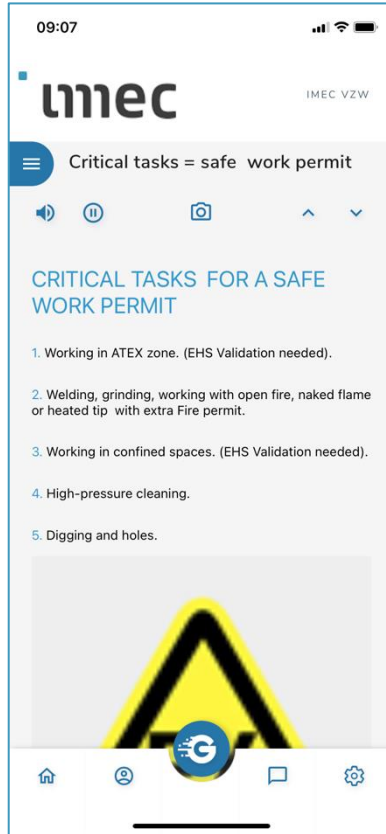 09:07
imec
IMEC VZW
Critical tasks = safe work permit
CRITICAL TASKS FOR A SAFE
WORK PERMIT
1. Working in ATEX zone. (EHS Validation needed).
2. Welding, grinding, working with open fire, naked flame
or heated tip with extra Fire permit.
3. Working in confined spaces. (EHS Validation needed).
4. High-pressure cleaning.
5. Digging and holes.
G